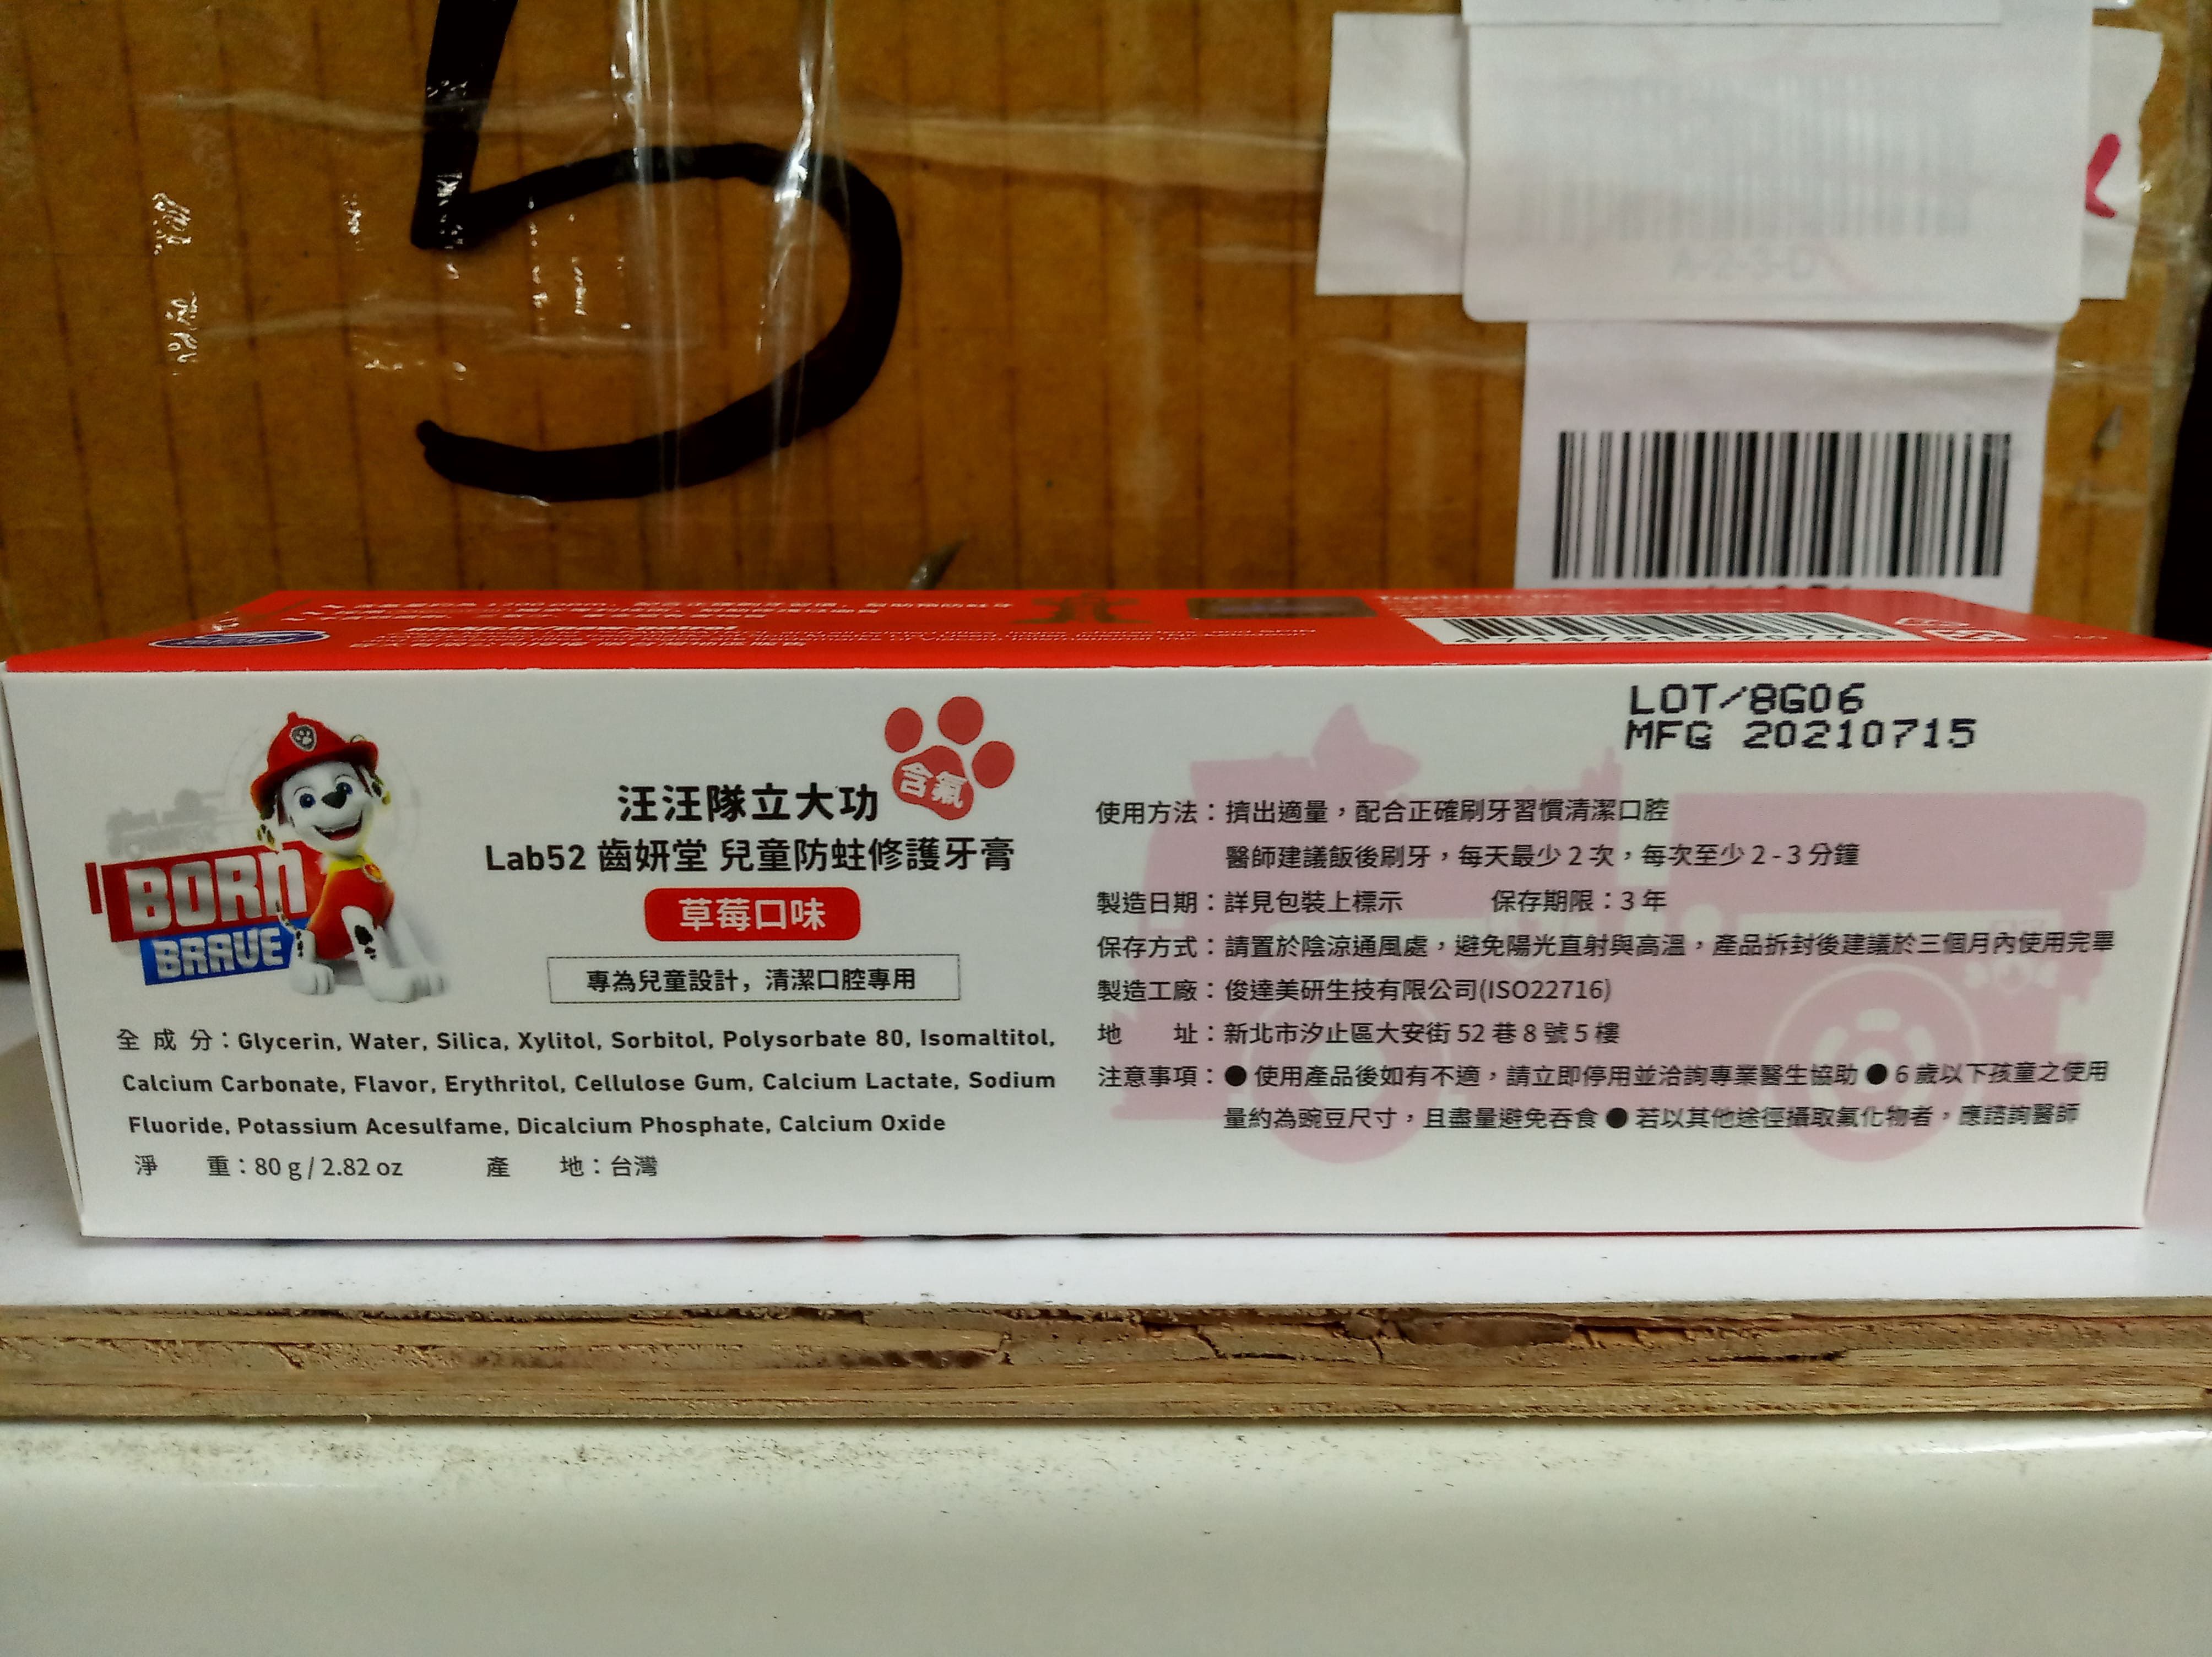 5
A-2-3-D
LOT/8G06
MFG 20210715
BORN
BRAVE
汪汪隊立大功
含氟
Lab52 齒妍堂 兒童防蛀修護牙膏
草莓口味
專為兒童設計，清潔口腔專用
全 成 分：Glycerin, Water, Silica, Xylitol, Sorbitol, Polysorbate 80, Isomaltitol,
Calcium Carbonate, Flavor, Erythritol, Cellulose Gum, Calcium Lactate, Sodium
Fluoride, Potassium Acesulfame, Dicalcium Phosphate, Calcium Oxide
淨 重：80 g / 2.82 oz 產 地：台灣
使用方法：擠出適量，配合正確刷牙習慣清潔口腔
醫師建議飯後刷牙，每天最少 2 次，每次至少 2 - 3 分鐘
製造日期：詳見包裝上標示 保存期限：3 年
保存方式：請置於陰涼通風處，避免陽光直射與高溫，產品拆封後建議於三個月內使用完畢
製造工廠：俊達美研生技有限公司(ISO22716)
地 址：新北市汐止區大安街 52 巷 8 號 5 樓
注意事項：● 使用產品後如有不適，請立即停用並洽詢專業醫生協助 ● 6 歲以下孩童之使用
量約為豌豆尺寸，且盡量避免吞食 ● 若以其他途徑攝取氟化物者，應諮詢醫師